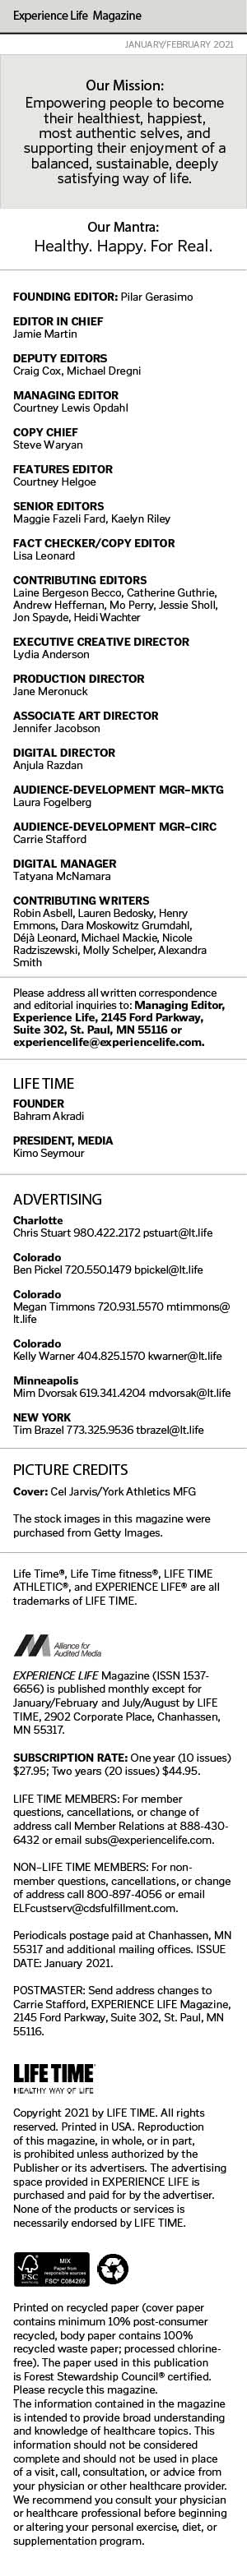 Experience Life Magazine
JANUARY/FEBRUARY 2021
Our Mission:
Empowering people to become
their healthiest, happiest,
most authentic selves, and
supporting their enjoyment of a
balanced, sustainable, deeply
satisfying way of life.
Our Mantra:
Healthy. Happy. For Real.
FOUNDING EDITOR: Pilar Gerasimo
EDITOR IN CHIEF
Jamie Martin
DEPUTY EDITORS
Craig Cox, Michael Dregni
MANAGING EDITOR
Courtney Lewis Opdahl
COPY CHIEF
Steve Waryan
FEATURES EDITOR
Courtney Helgoe
SENIOR EDITORS
Maggie Fazeli Fard, Kaelyn Riley
FACT CHECKER/COPY EDITOR
Lisa Leonard
CONTRIBUTING EDITORS
Laine Bergeson Becco, Catherine Guthrie,
Andrew Heffernan, Mo Perry, Jessie Sholl,
Jon Spayde, Heidi Wachter
EXECUTIVE CREATIVE DIRECTOR
Lydia Anderson
PRODUCTION DIRECTOR
Jane Meronuck
ASSOCIATE ART DIRECTOR
Jennifer Jacobson
DIGITAL DIRECTOR
Anjula Razdan
AUDIENCE-DEVELOPMENT MGR–MKTG
Laura Fogelberg
AUDIENCE-DEVELOPMENT MGR–CIRC
Carrie Stafford
DIGITAL MANAGER
Tatyana McNamara
CONTRIBUTING WRITERS
Robin Asbell, Lauren Bedosky, Henry
Emmons, Dara Moskowitz Grumdahl,
Déjà Leonard, Michael Mackie, Nicole
Radziszewski, Molly Schelper, Alexandra
Smith
Please address all written correspondence
and editorial inquiries to: Managing Editor,
Experience Life, 2145 Ford Parkway,
Suite 302, St. Paul, MN 55116 or
experiencelife@experiencelife.com.
LIFE TIME
FOUNDER
Bahram Akradi
PRESIDENT, MEDIA
Kimo Seymour
ADVERTISING
Charlotte
Chris Stuart 980.422.2172 pstuart@lt.life
Colorado
Ben Pickel 720.550.1479 bpickel@lt.life
Colorado
Megan Timmons 720.931.5570 mtimmons@
lt.life
Colorado
Kelly Warner 404.825.1570 kwarner@lt.life
Minneapolis
Mim Dvorsak 619.341.4204 mdvorsak@lt.life
NEW YORK
Tim Brazel 773.325.9536 tbrazel@lt.life
PICTURE CREDITS
Cover: Cel Jarvis/York Athletics MFG
The stock images in this magazine were
purchased from Getty Images.
Life Time®, Life Time fitness®, LIFE TIME
ATHLETIC®, and EXPERIENCE LIFE® are all
trademarks of LIFE TIME.
Alliance for
Audited Media
EXPERIENCE LIFE Magazine (ISSN 1537-
6656) is published monthly except for
January/February and July/August by LIFE
TIME, 2902 Corporate Place, Chanhassen,
MN 55317.
SUBSCRIPTION RATE: One year (10 issues)
$27.95; Two years (20 issues) $44.95.
LIFE TIME MEMBERS: For member
questions, cancellations, or change of
address call Member Relations at 888-430-
6432 or email subs@experiencelife.com.
NON–LIFE TIME MEMBERS: For non-
member questions, cancellations, or change
of address call 800-897-4056 or email
ELFcustserv@cdsfulfillment.com.
Periodicals postage paid at Chanhassen, MN
55317 and additional mailing offices. ISSUE
DATE: January 2021.
POSTMASTER: Send address changes to
Carrie Stafford, EXPERIENCE LIFE Magazine,
2145 Ford Parkway, Suite 302, St. Paul, MN
55116.
LIFE TIME
HEALTHY WAY OF LIFE
Copyright 2021 by LIFE TIME. All rights
reserved. Printed in USA. Reproduction
of this magazine, in whole, or in part,
is prohibited unless authorized by the
Publisher or its advertisers. The advertising
space provided in EXPERIENCE LIFE is
purchased and paid for by the advertiser.
None of the products or services is
necessarily endorsed by LIFE TIME.
FSC
MIX
Paper from
responsible sources
FSC® C084269
Printed on recycled paper (cover paper
contains minimum 10% post-consumer
recycled, body paper contains 100%
recycled waste paper; processed chlorine-
free). The paper used in this publication
is Forest Stewardship Council® certified.
Please recycle this magazine.
The information contained in the magazine
is intended to provide broad understanding
and knowledge of healthcare topics. This
information should not be considered
complete and should not be used in place
of a visit, call, consultation, or advice from
your physician or other healthcare provider.
We recommend you consult your physician
or healthcare professional before beginning
or altering your personal exercise, diet, or
supplementation program.